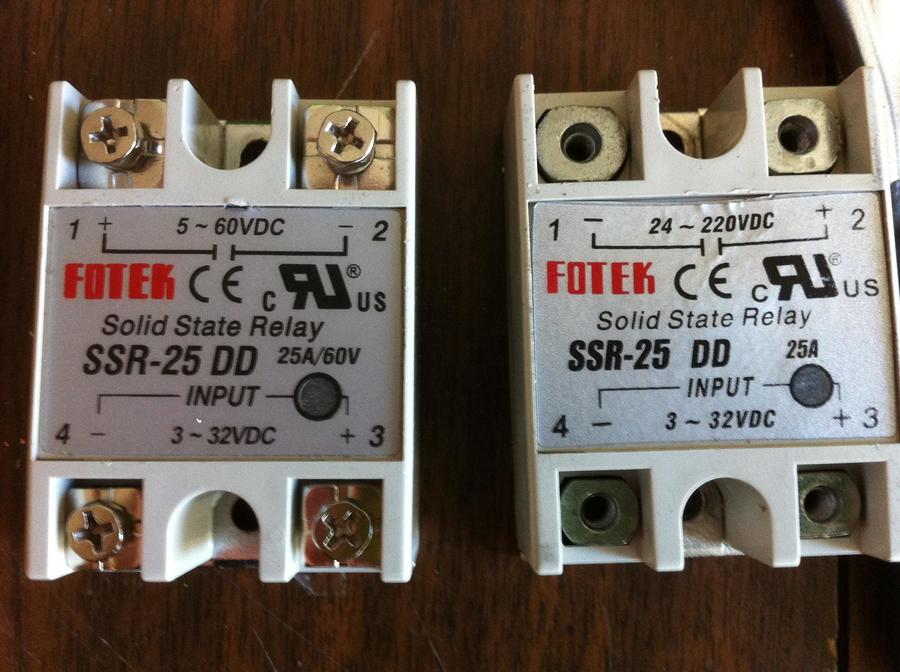 1 + 5 ~ 60VDC − 2
FOTEK CE C RU® US
Solid State Relay
SSR-25 DD 25A/60V
INPUT
4 − 3 ~ 32VDC + 3
1 − 24 ~ 220VDC + 2
FOTEK CE C RU® US
Solid State Relay
SSR-25 DD 25A
INPUT
4 − 3 ~ 32VDC + 3